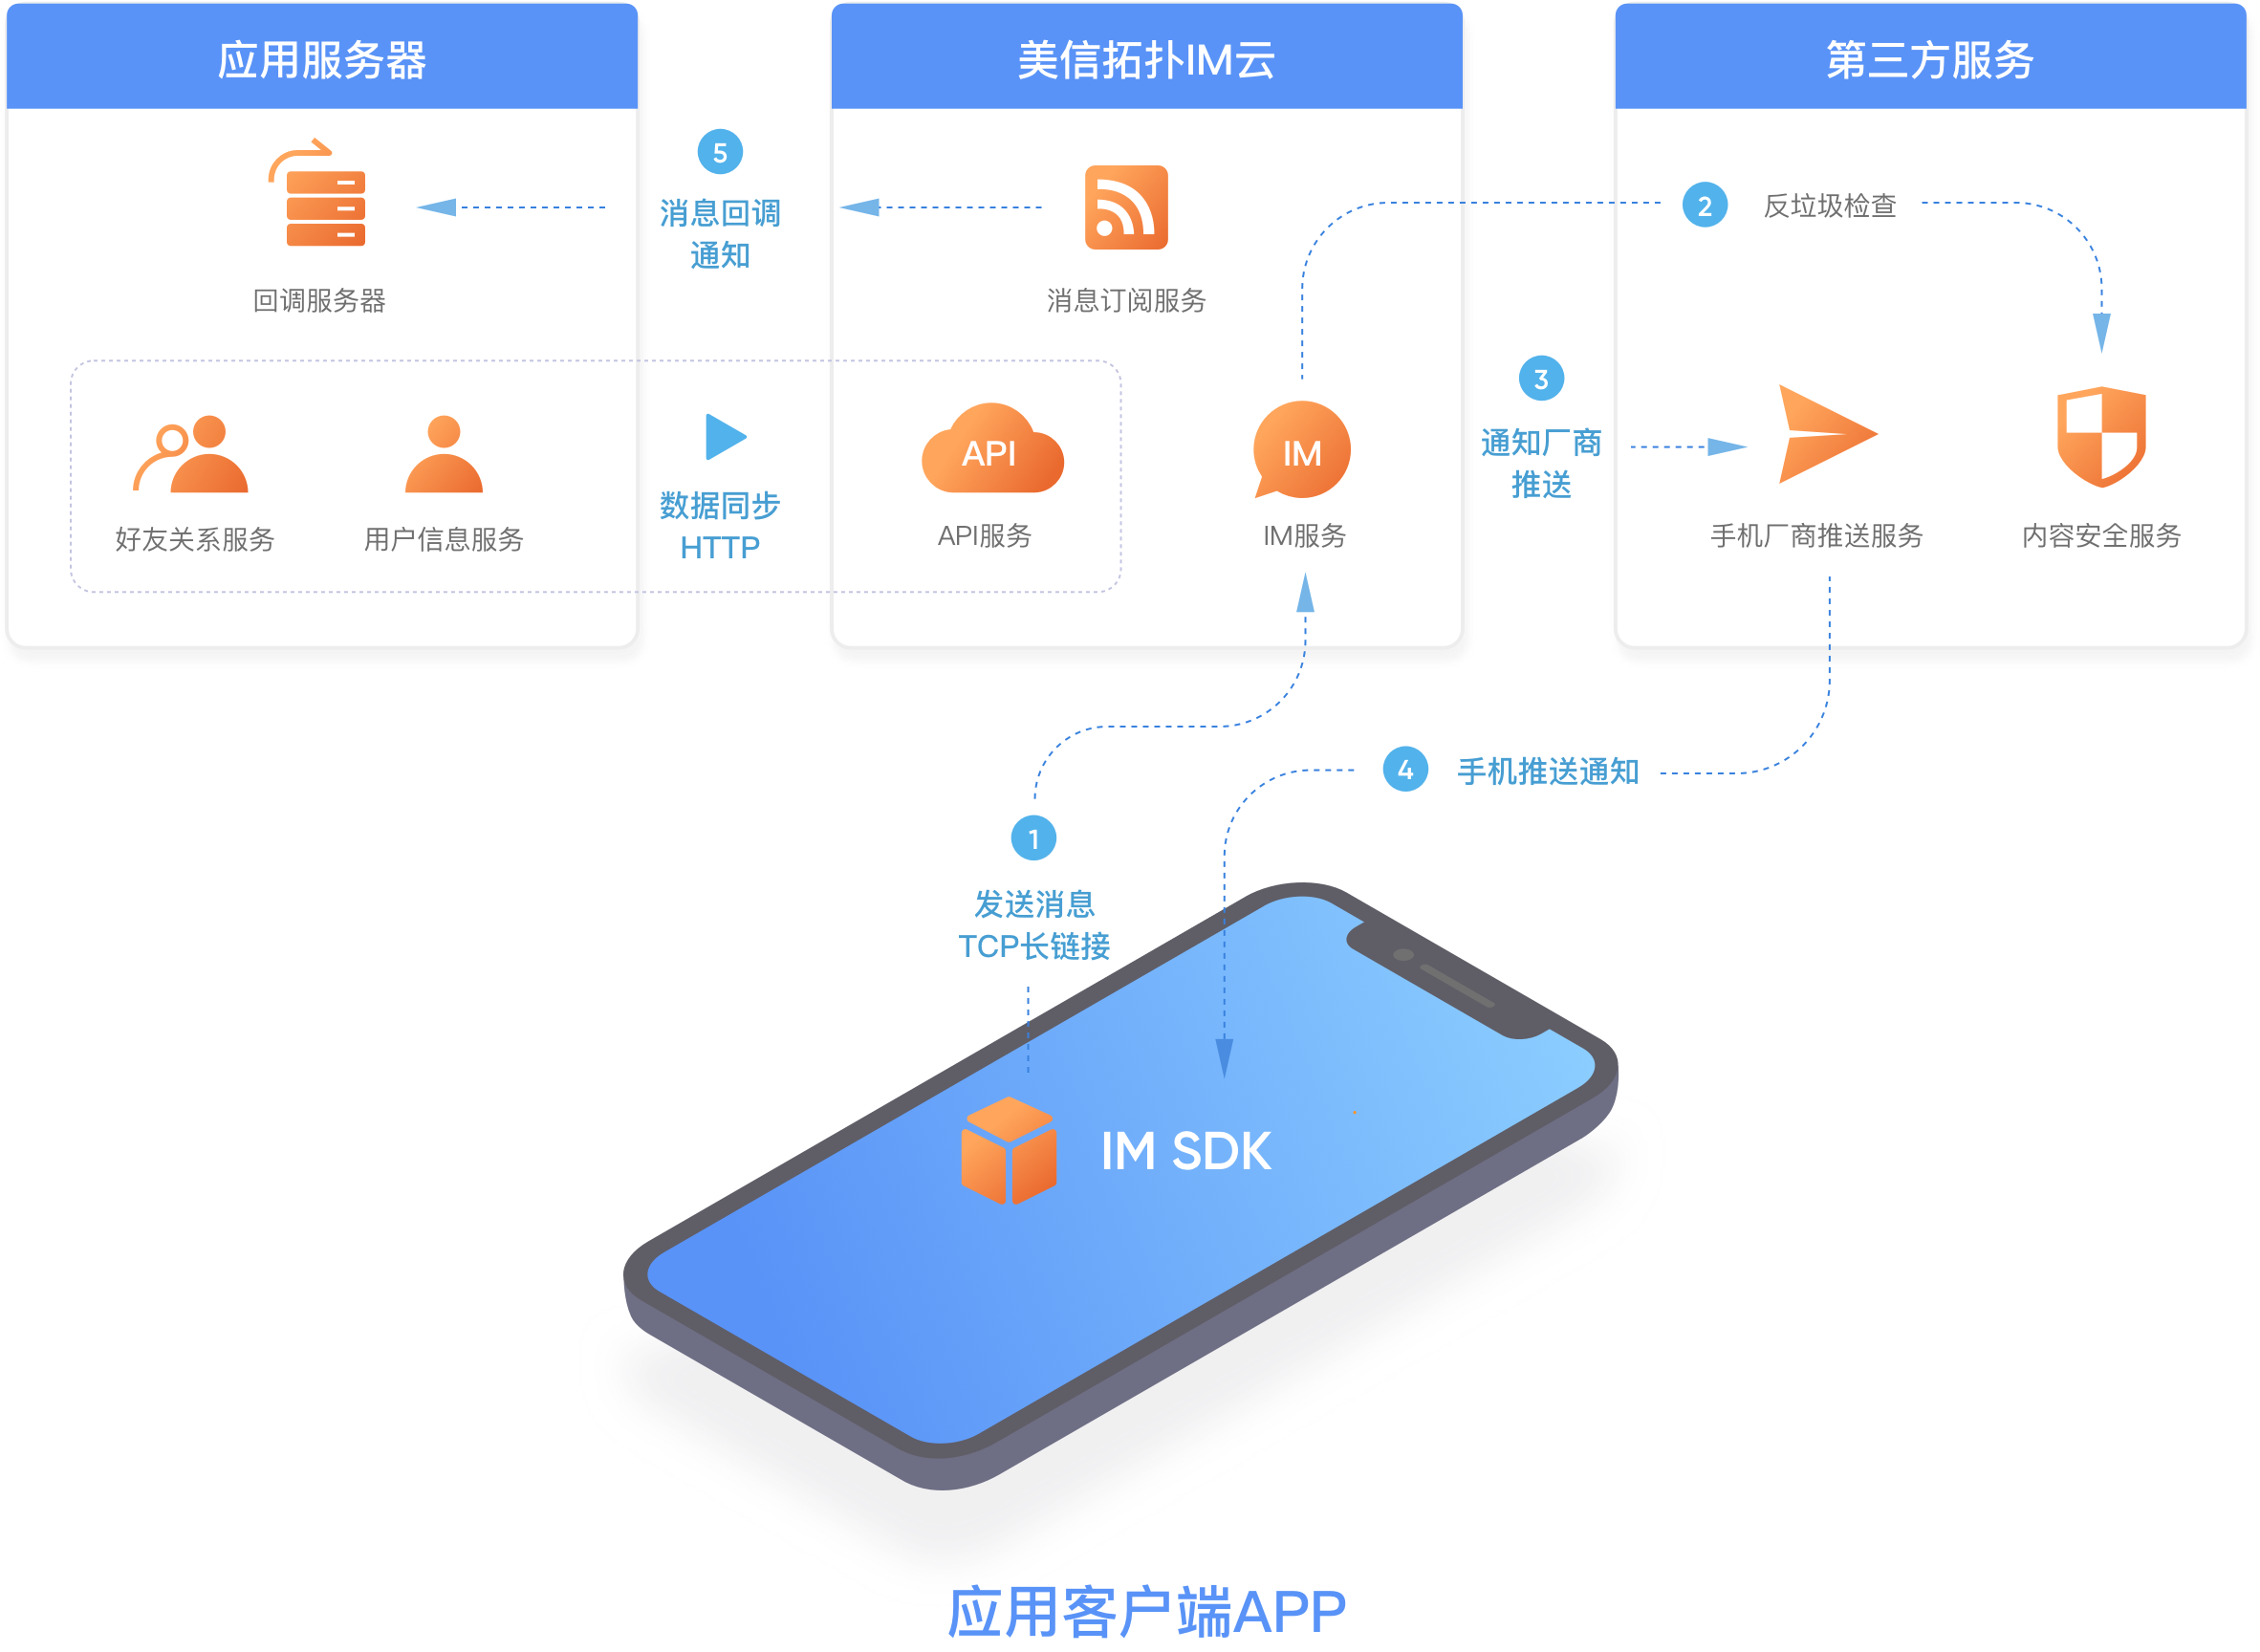 应用服务器
美信拓扑IM云
第三方服务
5
消息回调
通知
2
反垃圾检查
回调服务器
消息订阅服务
3
通知厂商
推送
API
IM
数据同步
HTTP
好友关系服务
用户信息服务
API服务
IM服务
手机厂商推送服务
内容安全服务
4
手机推送通知
1
发送消息
TCP长链接
IM SDK
应用客户端APP